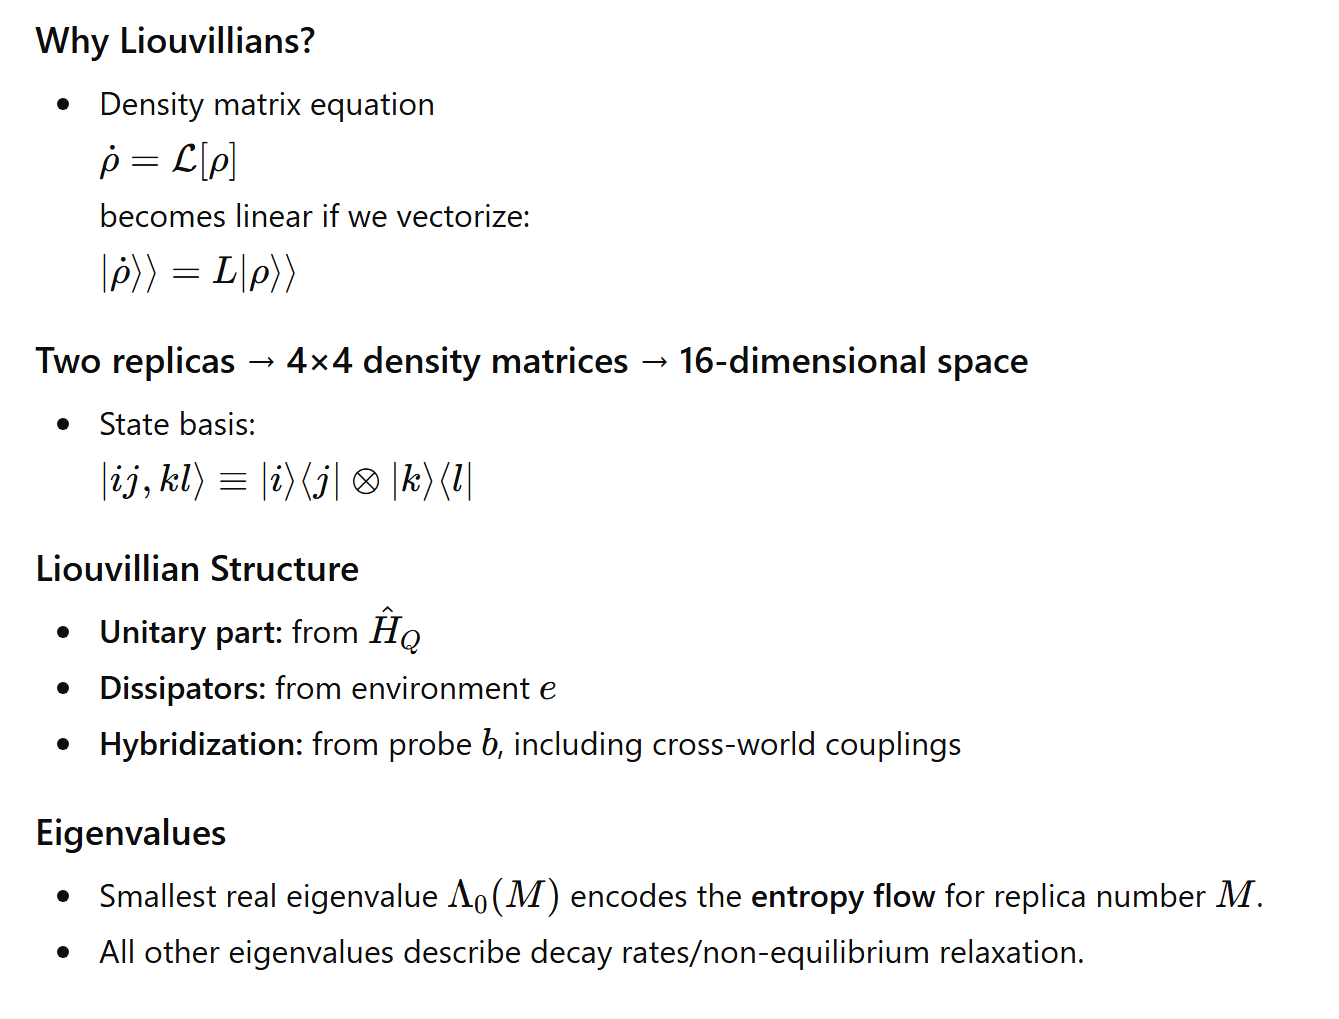 Why Liouvillians?
• Density matrix equation
ρ̇ = ℒ[ρ]
becomes linear if we vectorize:
|ρ̇⟩⟩ = L|ρ⟩⟩
Two replicas → 4×4 density matrices → 16-dimensional space
• State basis:
|ij, kl⟩ ≡ |i⟩⟨j| ⊗ |k⟩⟨l|
Liouvillian Structure
• Unitary part: from Ĥ_Q
• Dissipators: from environment e
• Hybridization: from probe b, including cross-world couplings
Eigenvalues
• Smallest real eigenvalue Λ₀(M) encodes the entropy flow for replica number M.
• All other eigenvalues describe decay rates/non-equilibrium relaxation.